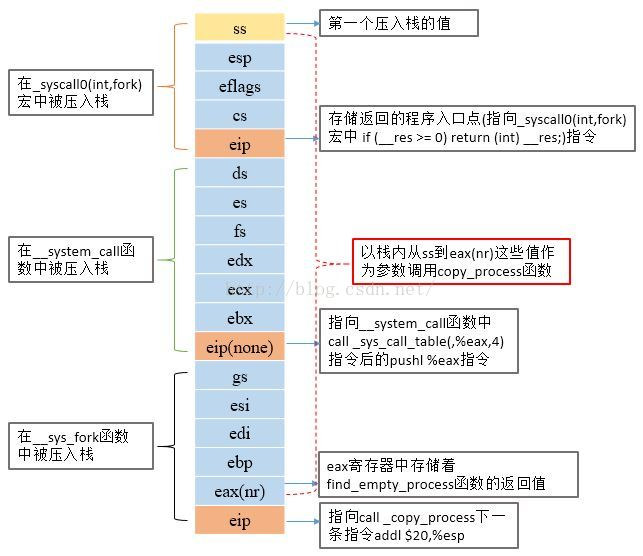 第一个压入栈的值
ss
esp
eflags
cs
eip
在_syscall0(int,fork)
宏中被压入栈
存储返回的程序入口点(指向_syscall0(int,fork)
宏中 if (__res >= 0) return (int) __res;)指令
ds
es
fs
edx
ecx
ebx
eip(none)
在__system_call函
数中被压入栈
以栈内从ss到eax(nr)这些值作
为参数调用copy_process函数
http://blog.csdn.net/
指向__system_call函数中
call _sys_call_table(,%eax,4)
指令后的pushl %eax指令
gs
esi
edi
ebp
eax(nr)
eip
在__sys_fork函数
中被压入栈
eax寄存器中存储着
find_empty_process函数的返回值
指向call _copy_process下一
条指令addl $20,%esp